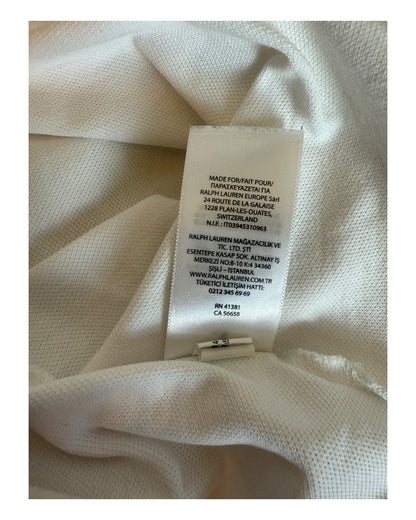 MADE FOR/FAIT POUR/
ΠΑΡΑΣΚΕΥΑΖΕΤΑΙ ΓΙΑ
RALPH LAUREN EUROPE Sàrl
24 ROUTE DE LA GALAISE
1228 PLAN-LES-OUATES,
SWITZERLAND
N.I.F.: IT03945310963
RALPH LAUREN MAĞAZACILIK VE
TİC. LTD. ŞTİ
ESENTEPE KASAP SOK. ALTINAY İŞ
MERKEZİ NO:8-10 K:4 34360
ŞİŞLİ - İSTANBUL
WWW.RALPHLAUREN.COM.TR
TÜKETİCİ İLETİŞİM HATTI:
0212 345 69 69
RN 41381
CA 56658